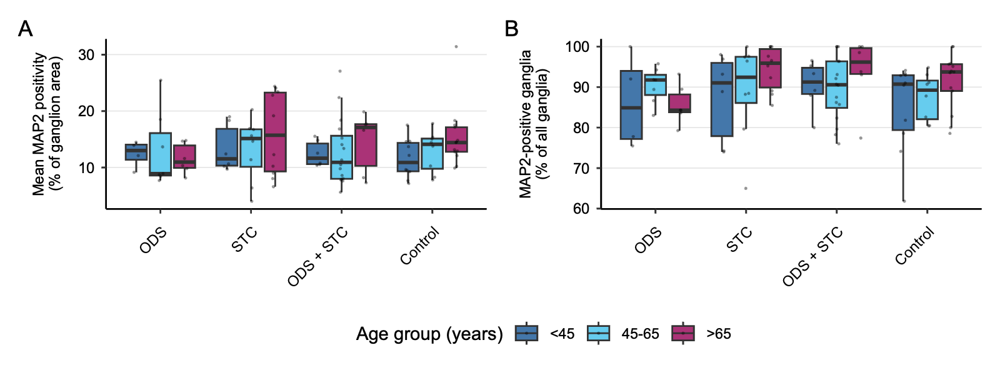 A
Mean MAP2 positivity
(% of ganglion area)
30
20
10
ODS
STC
ODS + STC
Control
B
MAP2-positive ganglia
(% of all ganglia)
100
90
80
70
60
ODS
STC
ODS + STC
Control
Age group (years) <45 45-65 >65